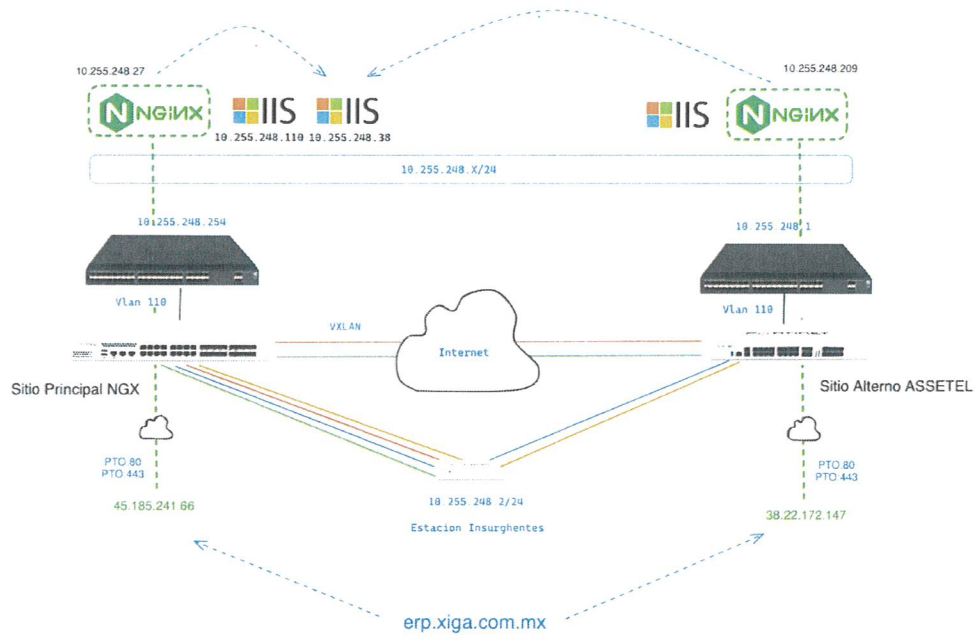 10.255.248.27
10.255.248.209
NGINX
IIS
IIS
10.255.248.110
10.255.248.38
IIS
NGINX
10.255.248.X/24
10.255.248.254
10.255.248.1
Vlan 110
Vlan 110
VXLAN
Internet
Sitio Principal NGX
Sitio Alterno ASSETEL
PTO 80
PTO 443
PTO 80
PTO 443
45.185.241.66
38.22.172.147
10.255.248.2/24
Estacion Insurghentes
erp.xiga.com.mx